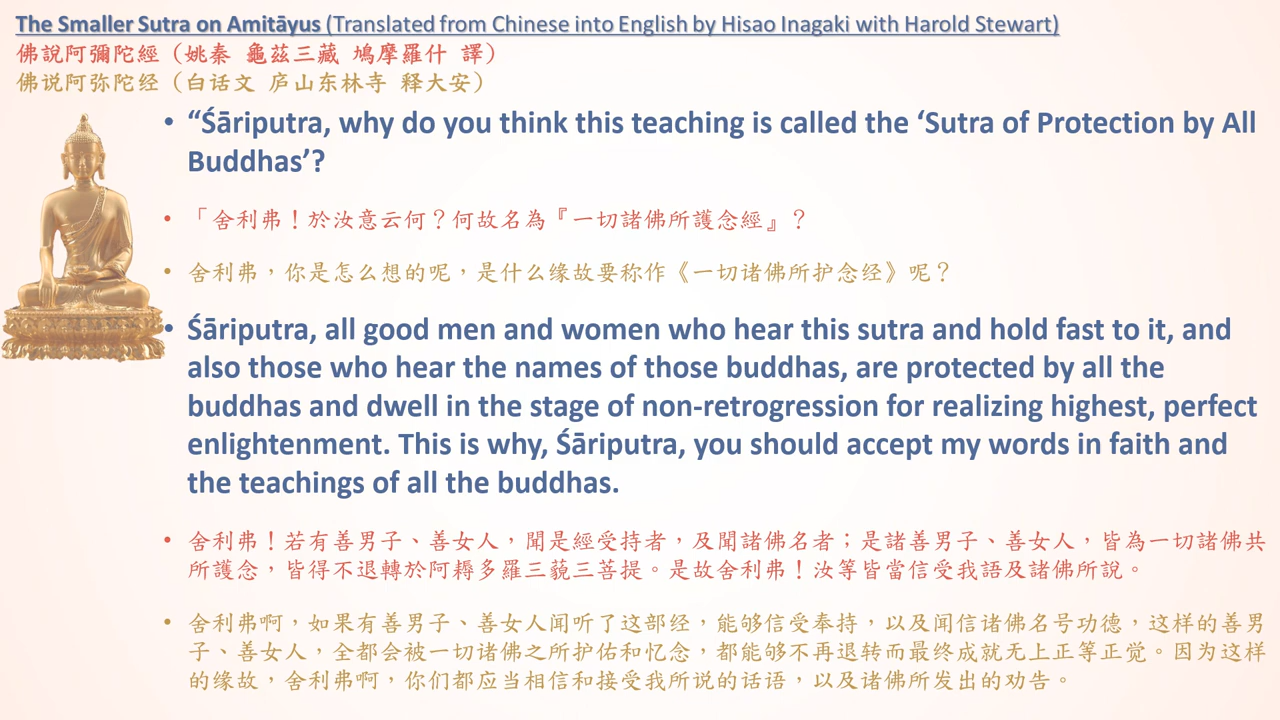 The Smaller Sutra on Amitāyus (Translated from Chinese into English by Hisao Inagaki with Harold Stewart)
佛說阿彌陀經（姚秦 龜茲三藏 鳩摩羅什 譯）
佛说阿弥陀经（白话文 庐山东林寺 释大安）
• “Śāriputra, why do you think this teaching is called the ‘Sutra of Protection by All
Buddhas’?
• 「舍利弗！於汝意云何？何故名為『一切諸佛所護念經』？
• 舍利弗，你是怎么想的呢，是什么缘故要称作《一切诸佛所护念经》呢？
• Śāriputra, all good men and women who hear this sutra and hold fast to it, and
also those who hear the names of those buddhas, are protected by all the
buddhas and dwell in the stage of non-retrogression for realizing highest, perfect
enlightenment. This is why, Śāriputra, you should accept my words in faith and
the teachings of all the buddhas.
• 舍利弗！若有善男子、善女人，聞是經受持者，及聞諸佛名者；是諸善男子、善女人，皆為一切諸佛共
所護念，皆得不退轉於阿耨多羅三藐三菩提。是故舍利弗！汝等皆當信受我語及諸佛所說。
• 舍利弗啊，如果有善男子、善女人闻听了这部经，能够信受奉持，以及闻信诸佛名号功德，这样的善男
子、善女人，全都会被一切诸佛之所护佑和忆念，都能够不再退转而最终成就无上正等正觉。因为这样
的缘故，舍利弗啊，你们都应当相信和接受我所说的话语，以及诸佛所发出的劝告。